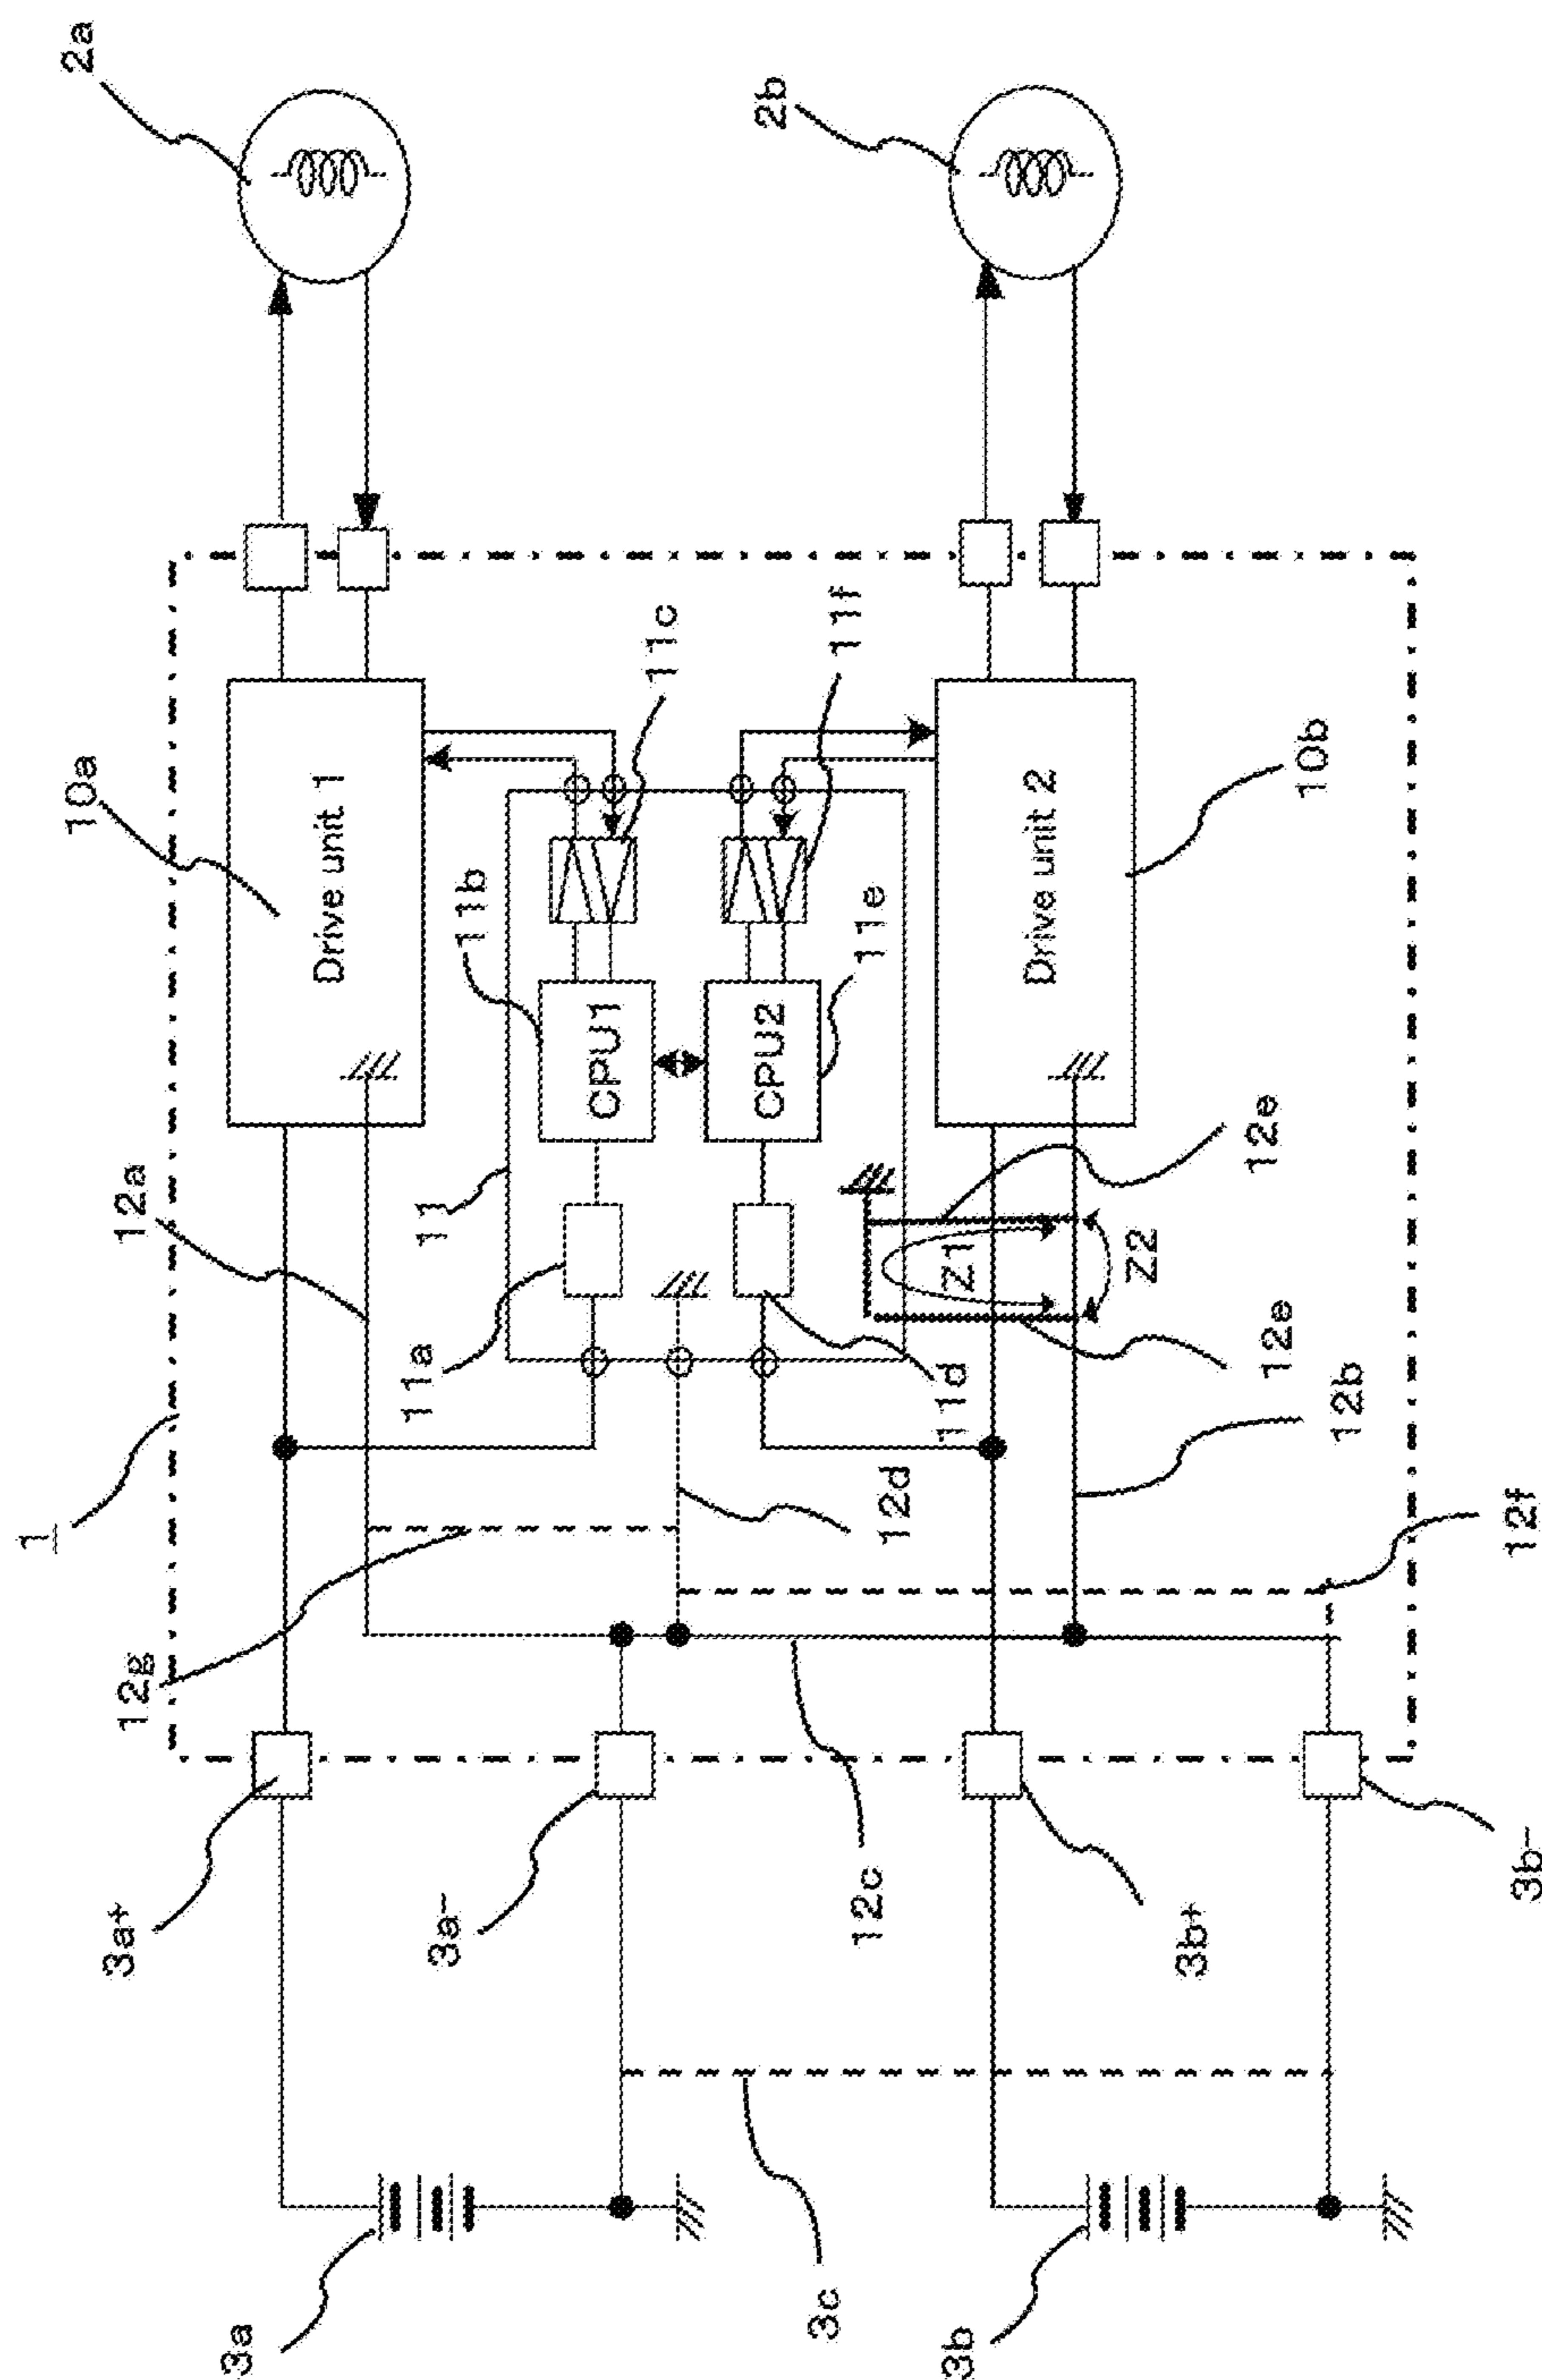 2a
2b
10a
Drive unit 1
11c
11f
11b
CPU1
CPU2
11e
Drive unit 2
10b
12a
11
11a
11d
Z1
Z2
12e
12e
12b
12d
12f
1
12g
12c
3a+
3a-
3b+
3b-
3a
3c
3b